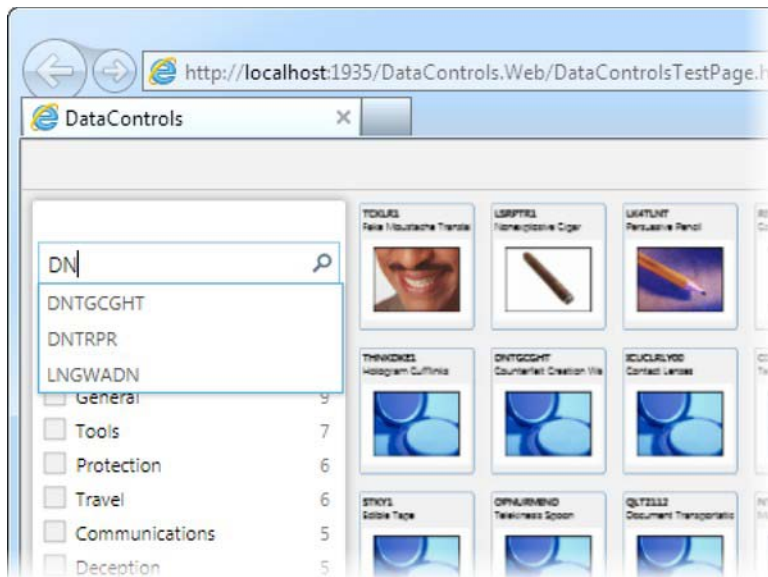 http://localhost:1935/DataControls.Web/DataControlsTestPage.h
DataControls
DN
DNTGCGHT
DNTRPR
LNGWADN
General 9
Tools 7
Protection 6
Travel 6
Communications 5
Deception 5
TCKLR1
Fake Moustache Transla
LSRPTR1
Nonexplosive Cigar
LK4TLNT
Persuasive Pencil
THNKDKE1
Hologram Cufflinks
DNTGCGHT
Counterfeit Creation Wa
ICUCLRLY00
Contact Lenses
STKY1
Edible Tape
OPNURMIND
Telekinesis Spoon
QLT2112
Document Transportatio